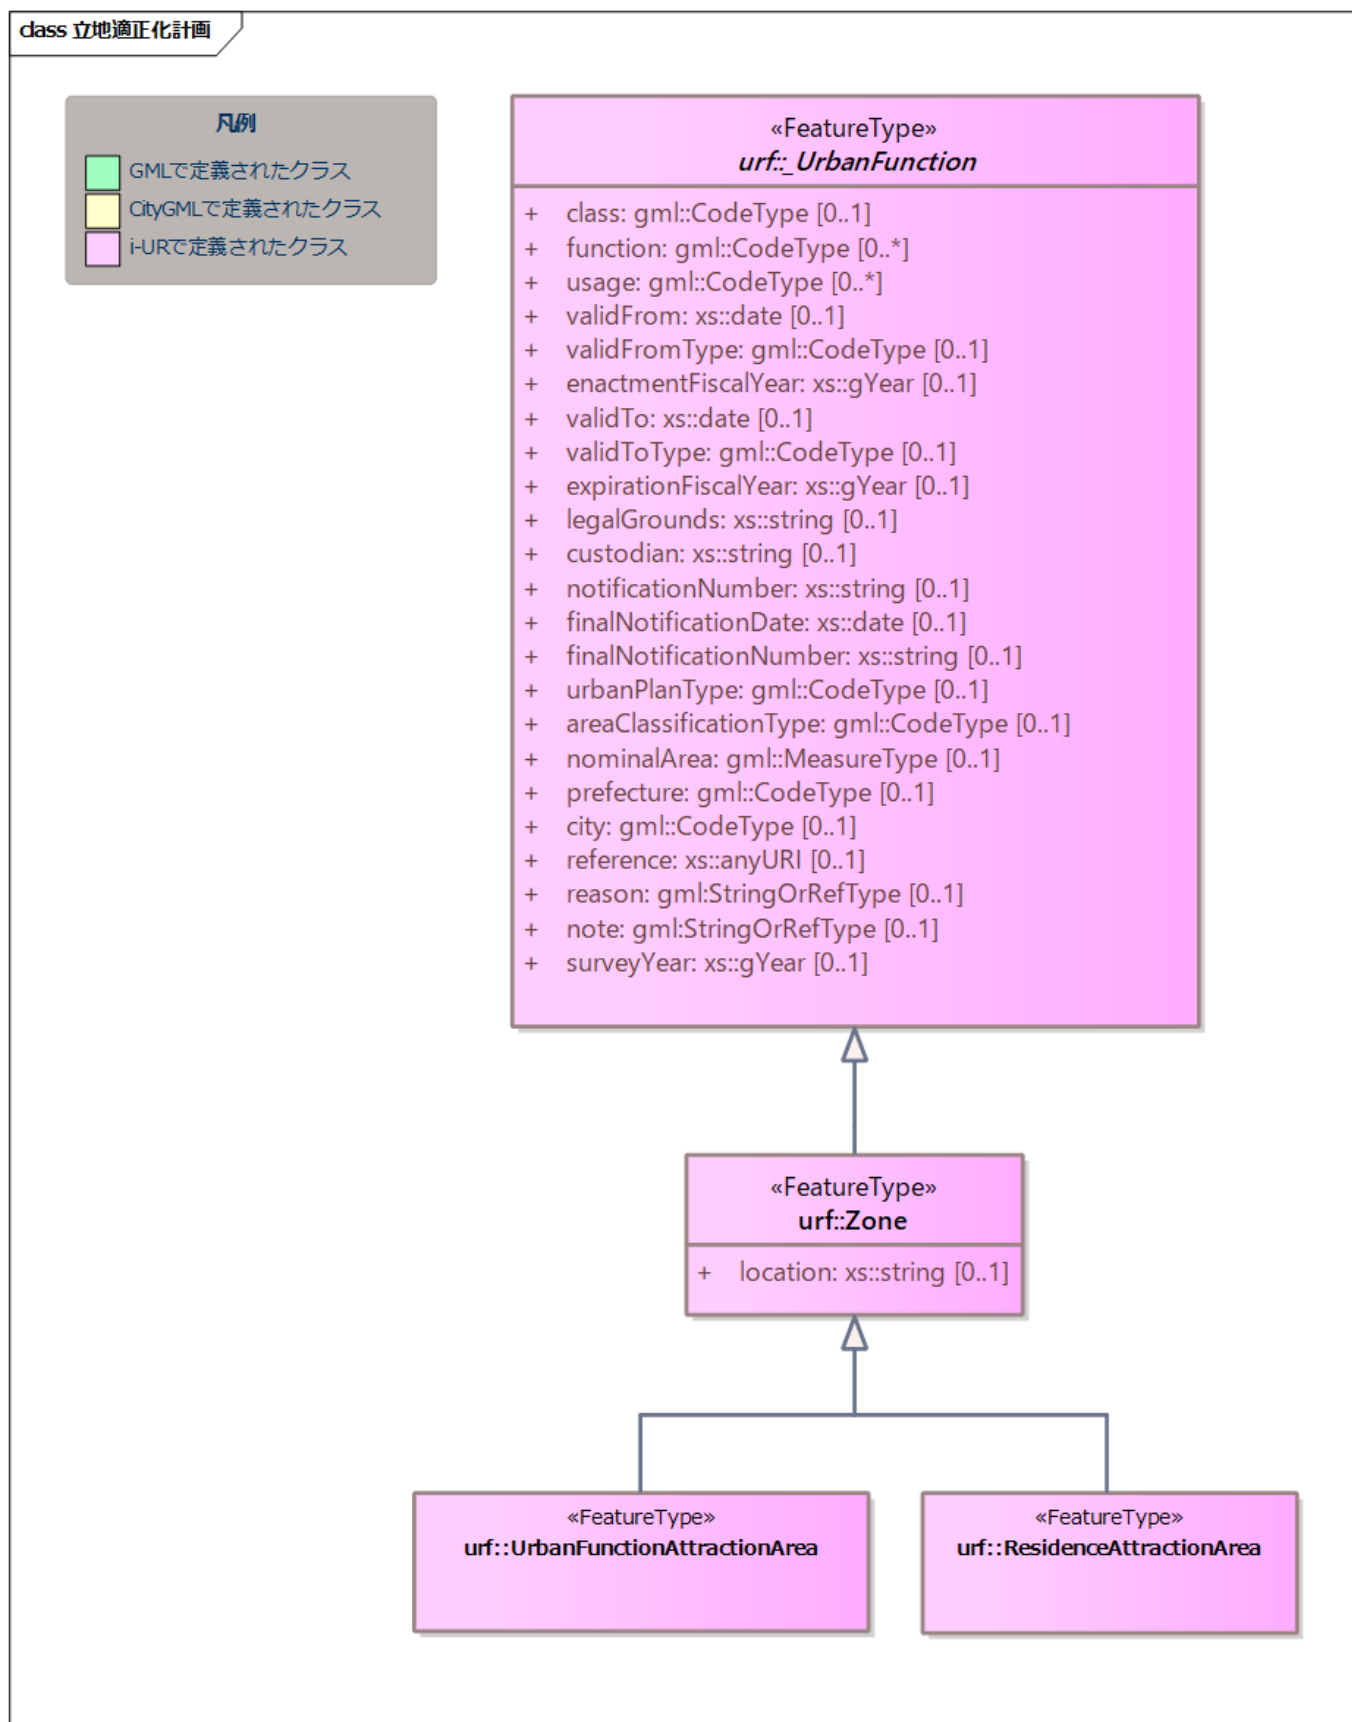 class 立地適正化計画
凡例
GMLで定義されたクラス
CityGMLで定義されたクラス
i-URで定義されたクラス
«FeatureType»
urf::_UrbanFunction
+ class: gml::CodeType [0..1]
+ function: gml::CodeType [0..*]
+ usage: gml::CodeType [0..*]
+ validFrom: xs::date [0..1]
+ validFromType: gml::CodeType [0..1]
+ enactmentFiscalYear: xs::gYear [0..1]
+ validTo: xs::date [0..1]
+ validToType: gml::CodeType [0..1]
+ expirationFiscalYear: xs::gYear [0..1]
+ legalGrounds: xs::string [0..1]
+ custodian: xs::string [0..1]
+ notificationNumber: xs::string [0..1]
+ finalNotificationDate: xs::date [0..1]
+ finalNotificationNumber: xs::string [0..1]
+ urbanPlanType: gml::CodeType [0..1]
+ areaClassificationType: gml::CodeType [0..1]
+ nominalArea: gml::MeasureType [0..1]
+ prefecture: gml::CodeType [0..1]
+ city: gml::CodeType [0..1]
+ reference: xs::anyURI [0..1]
+ reason: gml:StringOrRefType [0..1]
+ note: gml:StringOrRefType [0..1]
+ surveyYear: xs::gYear [0..1]
«FeatureType»
urf::Zone
+ location: xs::string [0..1]
«FeatureType»
urf::UrbanFunctionAttractionArea
«FeatureType»
urf::ResidenceAttractionArea